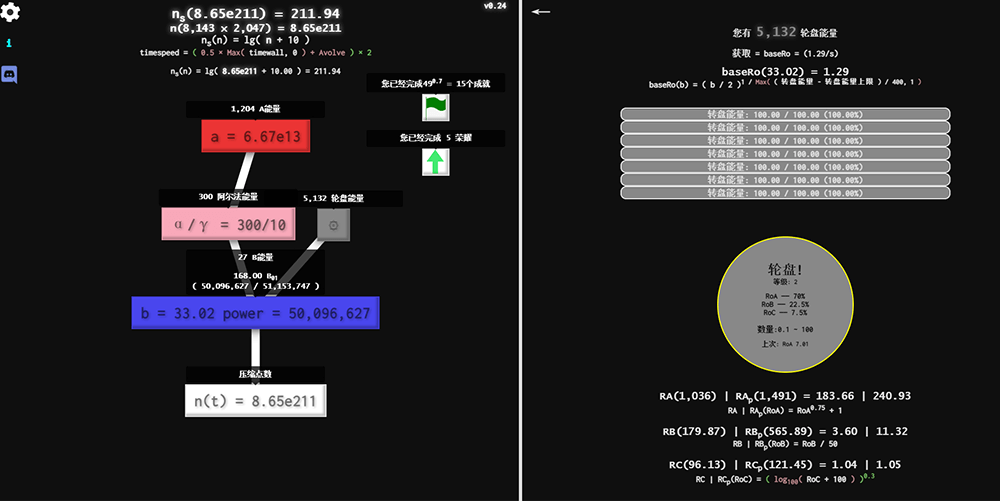 v0.24
nₛ(8.65e211) = 211.94
n(8,143 x 2,047) = 8.65e211
nₛ(n) = lg( n + 10 )
timespeed = ( 0.5 × Max( timewall, 0 ) + Avolve ) × 2
nₛ(n) = lg( 8.65e211 + 10.00 ) = 211.94
i
您已经完成49⁰·⁷ = 15个成就
1,204 A能量
a = 6.67e13
您已经完成 5 荣耀
300 阿尔法能量
α/γ = 300/10
5,132 轮盘能量
27 B能量
168.00 B₀₁
( 50,096,627 / 51,153,747 )
b = 33.02 power = 50,096,627
压缩点数
n(t) = 8.65e211
您有 5,132 轮盘能量
获取 = baseRo = (1.29/s)
baseRo(33.02) = 1.29
baseRo(b) = ( b / 2 )1 / Max( ( 转盘能量 - 转盘能量上限 ) / 400, 1 )
转盘能量: 100.00 / 100.00 (100.00%)
转盘能量: 100.00 / 100.00 (100.00%)
转盘能量: 100.00 / 100.00 (100.00%)
转盘能量: 100.00 / 100.00 (100.00%)
转盘能量: 100.00 / 100.00 (100.00%)
转盘能量: 100.00 / 100.00 (100.00%)
转盘能量: 100.00 / 100.00 (100.00%)
轮盘!
等级: 2
RoA —— 70%
RoB —— 22.5%
RoC —— 7.5%
数量:0.1 - 100
上次: RoA 7.01
RA(1,036) | RAₚ(1,491) = 183.66 | 240.93
RA | RAₚ(RoA) = RoA⁰·⁷⁵ + 1
RB(179.87) | RBₚ(565.89) = 3.60 | 11.32
RB | RBₚ(RoB) = RoB / 50
RC(96.13) | RCₚ(121.45) = 1.04 | 1.05
RC | RCₚ(RoC) = ( log₁₀₀( RoC + 100 ) )⁰·³